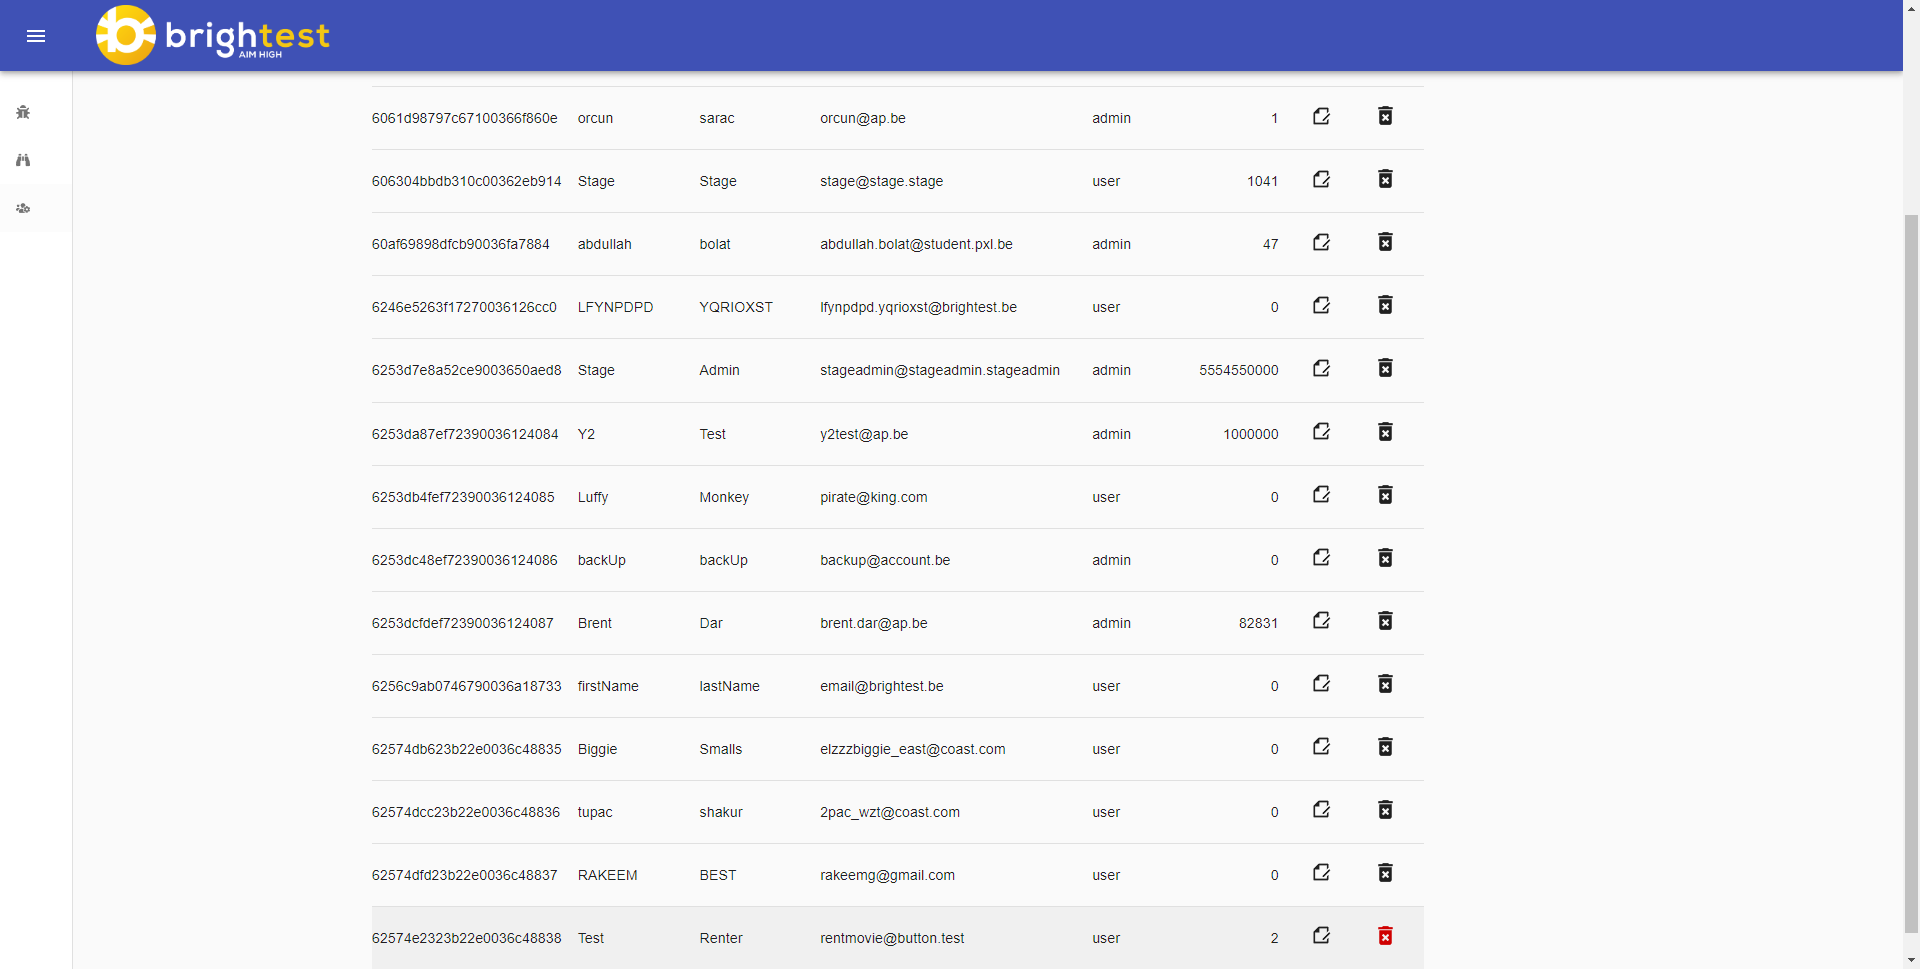 brightest
AIM HIGH
6061d98797c67100366f860e orcun sarac orcun@ap.be admin 1
606304bbdb310c00362eb914 Stage Stage stage@stage.stage user 1041
60af69898dfcb90036fa7884 abdullah bolat abdullah.bolat@student.pxl.be admin 47
6246e5263f17270036126cc0 LFYNPDPD YQRIOXST lfynpdpd.yqrioxst@brightest.be user 0
6253d7e8a52ce9003650aed8 Stage Admin stageadmin@stageadmin.stageadmin admin 5554550000
6253da87ef72390036124084 Y2 Test y2test@ap.be admin 1000000
6253db4fef72390036124085 Luffy Monkey pirate@king.com user 0
6253dc48ef72390036124086 backUp backUp backup@account.be admin 0
6253dcfdef72390036124087 Brent Dar brent.dar@ap.be admin 82831
6256c9ab0746790036a18733 firstName lastName email@brightest.be user 0
62574db623b22e0036c48835 Biggie Smalls elzzzbiggie_east@coast.com user 0
62574dcc23b22e0036c48836 tupac shakur 2pac_wzt@coast.com user 0
62574dfd23b22e0036c48837 RAKEEM BEST rakeemg@gmail.com user 0
62574e2323b22e0036c48838 Test Renter rentmovie@button.test user 2